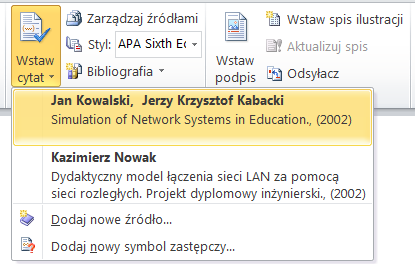 Wstaw cytat
Zarządzaj źródłami
Styl: APA Sixth Ec
Bibliografia
Wstaw podpis
Wstaw spis ilustracji
Aktualizuj spis
Odsyłacz
Jan Kowalski, Jerzy Krzysztof Kabacki
Simulation of Network Systems in Education., (2002)
Kazimierz Nowak
Dydaktyczny model łączenia sieci LAN za pomocą
sieci rozległych. Projekt dyplomowy inżynierski., (2002)
Dodaj nowe źródło...
Dodaj nowy symbol zastępczy...